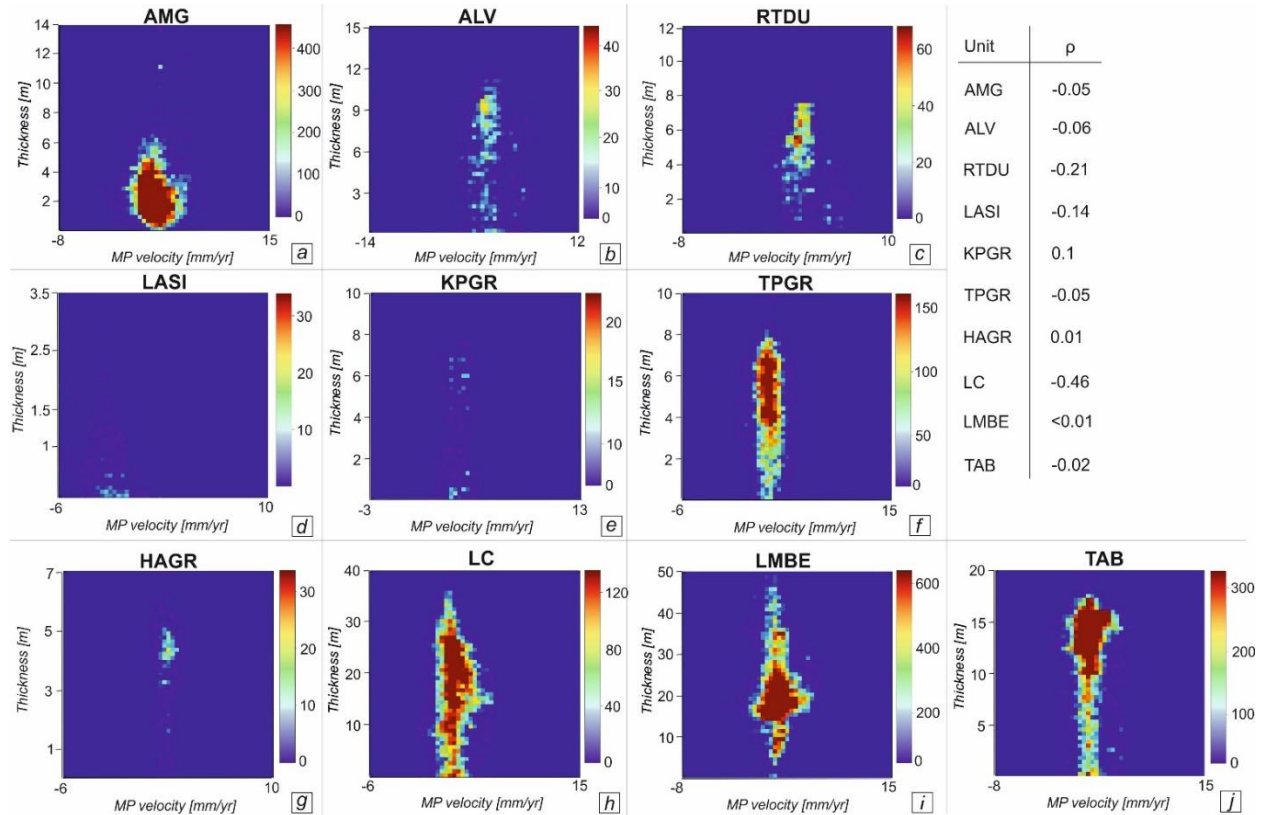 AMG
14
12
10
8
6
4
2
Thickness [m]
-8
15
MP velocity [mm/yr]
400
300
200
100
0
a
ALV
15
12
9
6
3
Thickness [m]
-14
12
MP velocity [mm/yr]
40
30
20
10
0
b
RTDU
12
10
8
6
4
2
Thickness [m]
-8
10
MP velocity [mm/yr]
60
40
20
0
c
Unit ρ
AMG -0.05
ALV -0.06
RTDU -0.21
LASI -0.14
KPGR 0.1
TPGR -0.05
HAGR 0.01
LC -0.46
LMBE <0.01
TAB -0.02
LASI
3.5
2.5
1.5
1
Thickness [m]
-6
10
MP velocity [mm/yr]
30
20
10
0
d
KPGR
10
8
6
4
2
Thickness [m]
-3
13
MP velocity [mm/yr]
20
15
10
0
e
TPGR
10
8
6
4
2
Thickness [m]
-6
15
MP velocity [mm/yr]
150
100
50
0
f
HAGR
7
5
3
1
Thickness [m]
-6
10
MP velocity [mm/yr]
30
20
10
0
g
LC
40
30
20
10
Thickness [m]
-6
15
MP velocity [mm/yr]
120
80
40
0
h
LMBE
50
40
30
20
10
Thickness [m]
-8
15
MP velocity [mm/yr]
600
400
200
0
i
TAB
20
15
10
5
Thickness [m]
-8
15
MP velocity [mm/yr]
300
200
100
0
j